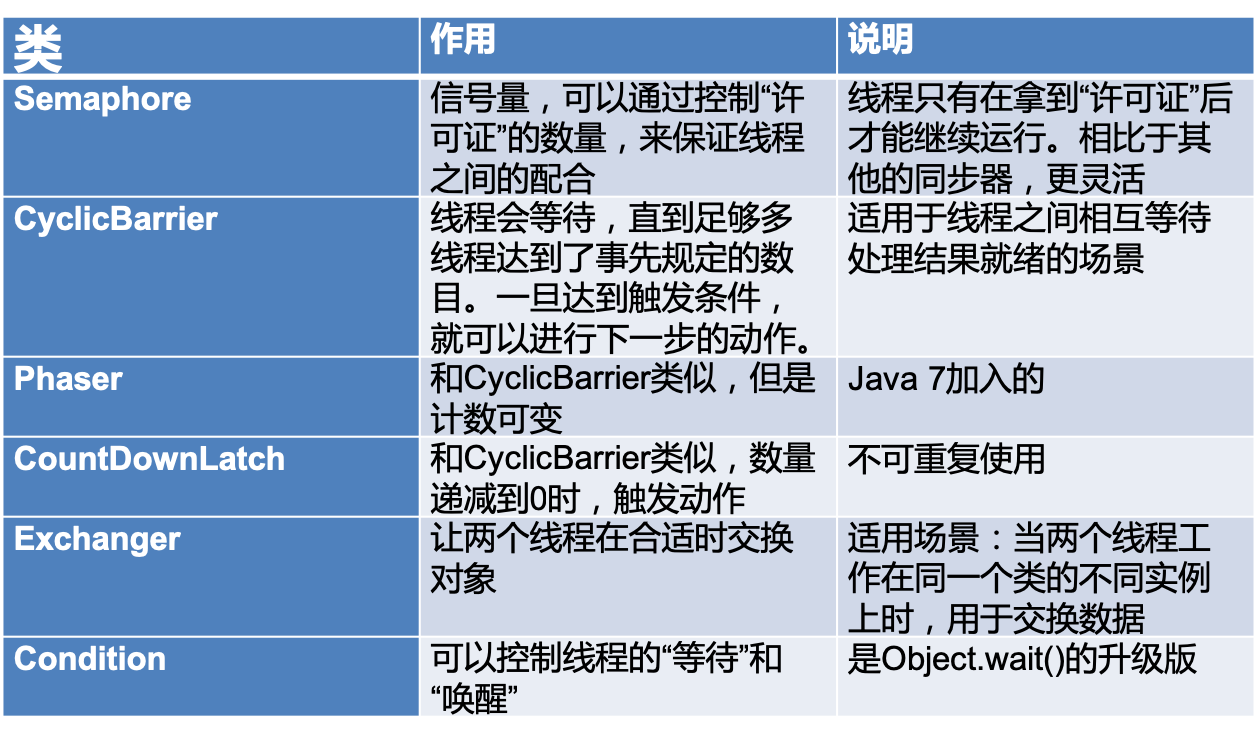 类
作用
说明
Semaphore
信号量，可以通过控制“许
可证”的数量，来保证线程
之间的配合
线程只有在拿到“许可证”后
才能继续运行。相比于其
他的同步器，更灵活
CyclicBarrier
线程会等待，直到足够多
线程达到了事先规定的数
目。一旦达到触发条件，
就可以进行下一步的动作。
适用于线程之间相互等待
处理结果就绪的场景
Phaser
和CyclicBarrier类似，但是
计数可变
Java 7加入的
CountDownLatch
和CyclicBarrier类似，数量
递减到0时，触发动作
不可重复使用
Exchanger
让两个线程在合适时交换
对象
适用场景：当两个线程工
作在同一个类的不同实例
上时，用于交换数据
Condition
可以控制线程的“等待”和
“唤醒”
是Object.wait()的升级版